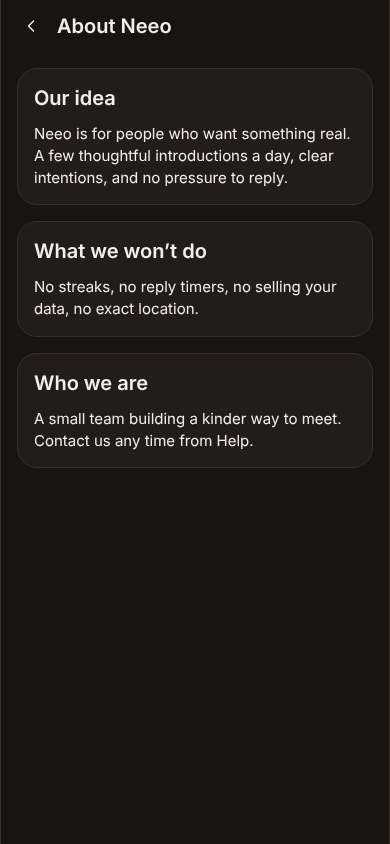 About Neeo
Our idea
Neeo is for people who want something real.
A few thoughtful introductions a day, clear
intentions, and no pressure to reply.
What we won’t do
No streaks, no reply timers, no selling your
data, no exact location.
Who we are
A small team building a kinder way to meet.
Contact us any time from Help.